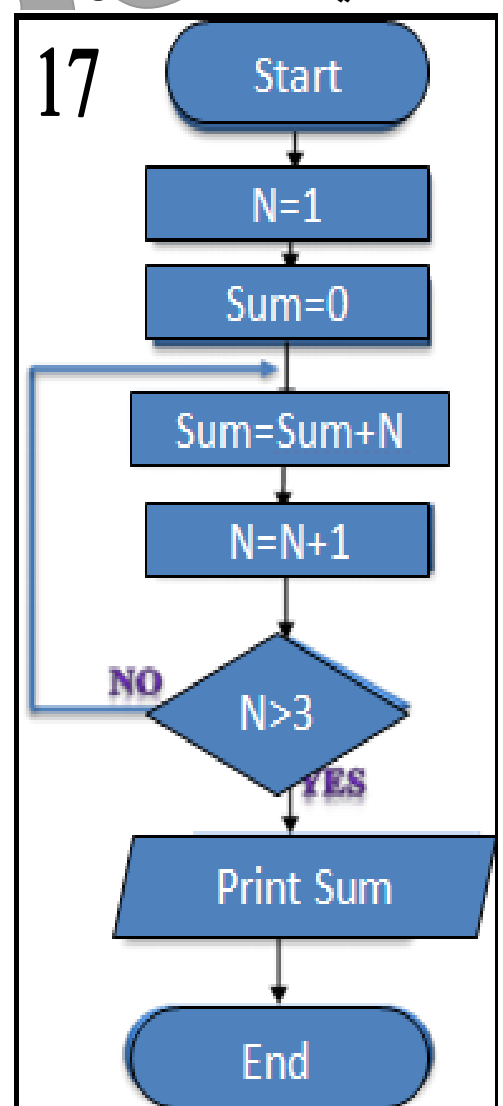 17
Start
N=1
Sum=0
Sum=Sum+N
N=N+1
NO
N>3
YES
Print Sum
End